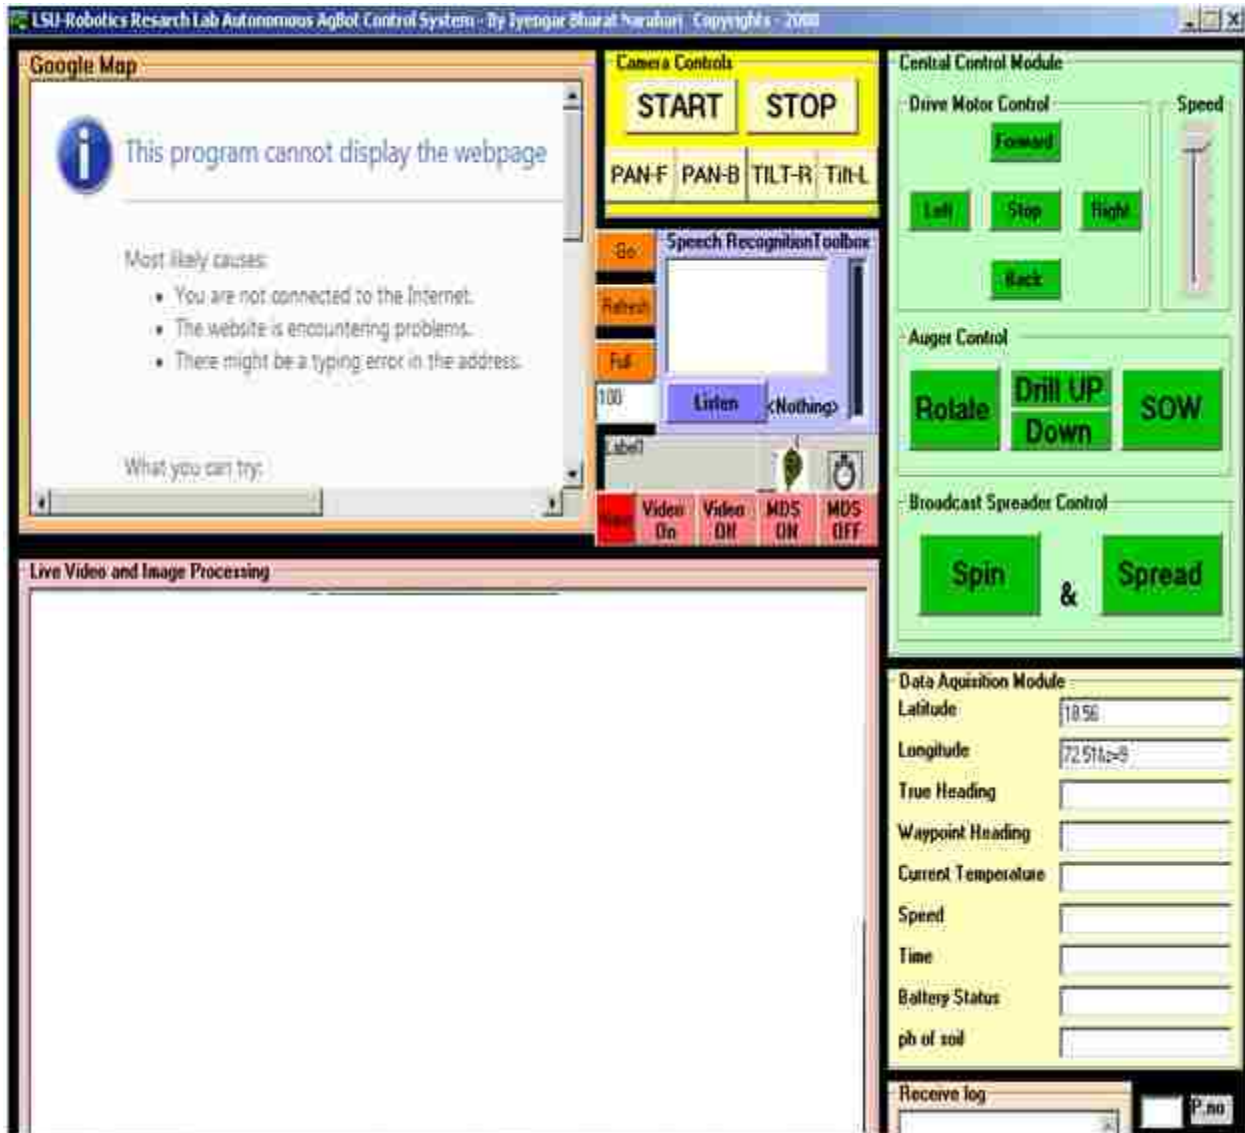 LSU-Robotics Resarch Lab Autonomous AgBot Control System - By Iyengar Bharat Narahari Copyrights - 2008
Google Map
This program cannot display the webpage
Most likely causes:
• You are not connected to the Internet.
• The website is encountering problems.
• There might be a typing error in the address.
What you can try:
Camera Controls
START STOP
PAN-F PAN-B TILT-R Tilt-L
Go
Refresh
Full
100
Speech RecognitionToolbox
Listen <Nothing>
Label7
Video On
Video Off
MDS ON
MDS OFF
Central Control Module
Drive Motor Control
Speed
Forward
Left Stop Right
Back
Auger Control
Rotate
Drill UP
Down
SOW
Broadcast Spreader Control
Spin & Spread
Live Video and Image Processing
Data Aquisition Module
Latitude 18.56
Longitude 72.51&z=9
True Heading
Waypoint Heading
Current Temperature
Speed
Time
Battery Status
ph of soil
Receive log
P.no